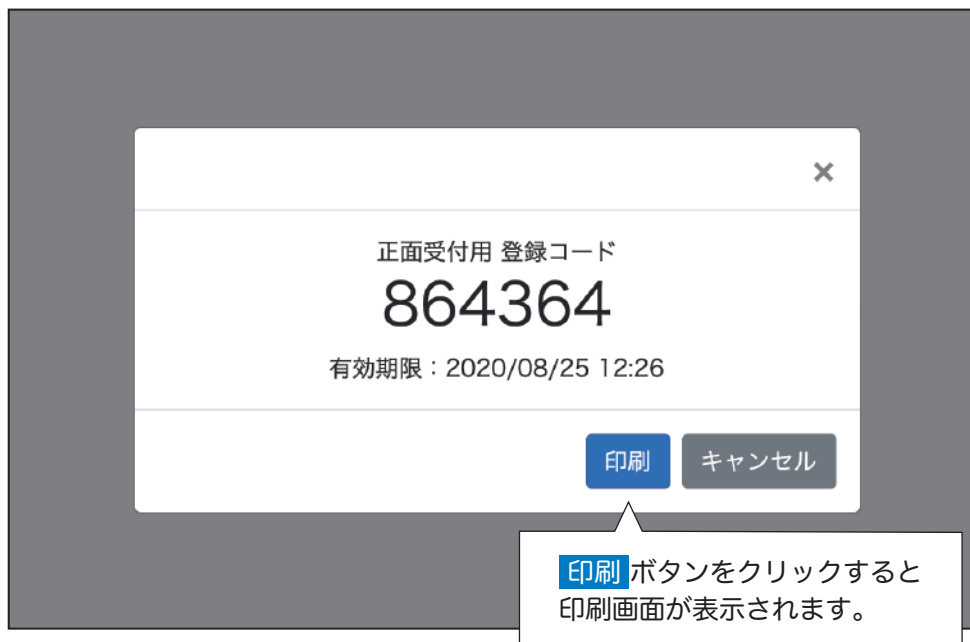 ×
正面受付用 登録コード
864364
有効期限：2020/08/25 12:26
印刷 キャンセル
印刷 ボタンをクリックすると
印刷画面が表示されます。